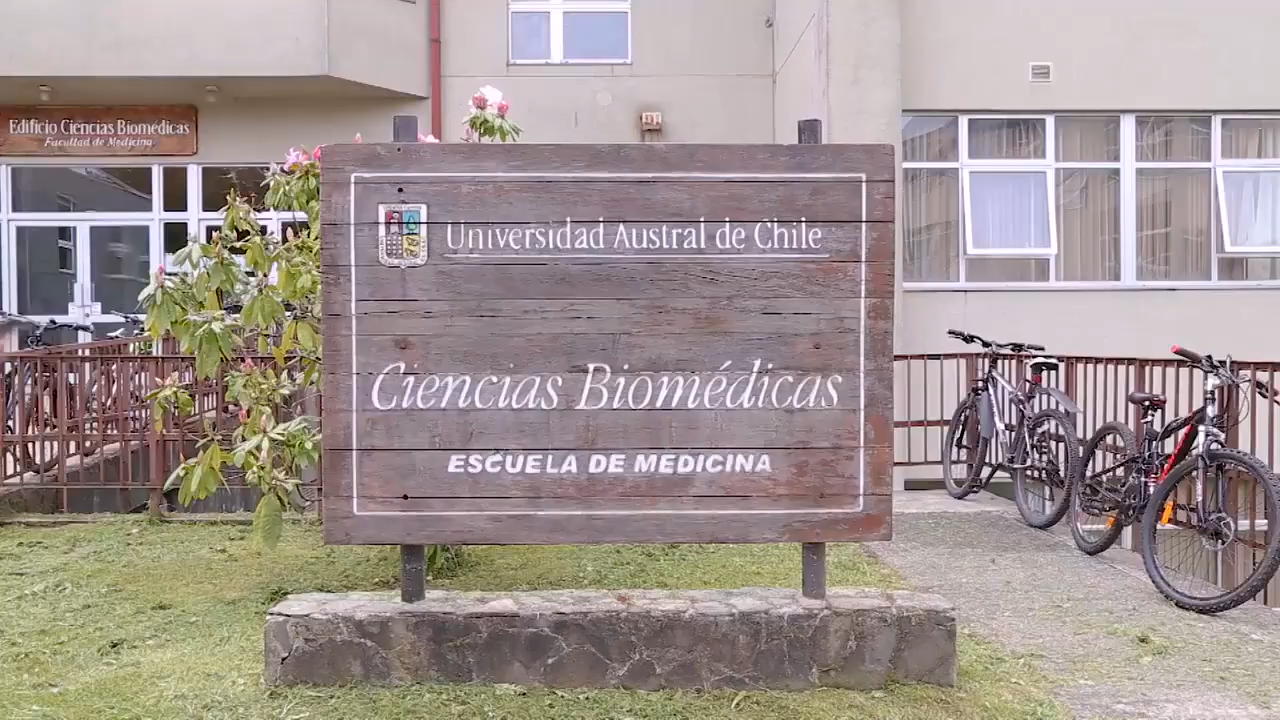 Edificio Ciencias Biomédicas
Facultad de Medicina
Universidad Austral de Chile
Ciencias Biomédicas
ESCUELA DE MEDICINA